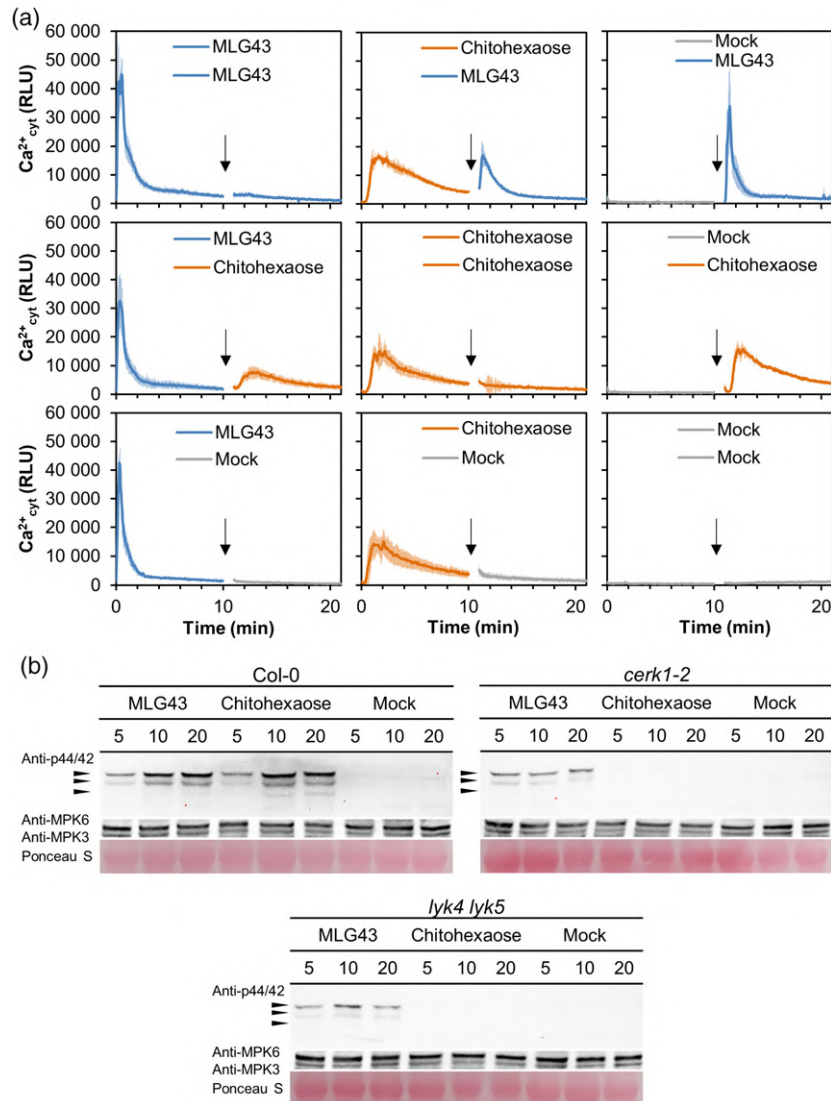 (a)
MLG43
MLG43
Chitohexaose
MLG43
Mock
MLG43
Ca²⁺cyt (RLU)
60 000
50 000
40 000
30 000
20 000
10 000
0
MLG43
Chitohexaose
Chitohexaose
Chitohexaose
Mock
Chitohexaose
Ca²⁺cyt (RLU)
60 000
50 000
40 000
30 000
20 000
10 000
0
MLG43
Mock
Chitohexaose
Mock
Mock
Mock
Ca²⁺cyt (RLU)
60 000
50 000
40 000
30 000
20 000
10 000
0
0 10 20 0 10 20 0 10 20
Time (min) Time (min) Time (min)
(b)
Col-0
MLG43 Chitohexaose Mock
5 10 20 5 10 20 5 10 20
Anti-p44/42
Anti-MPK6
Anti-MPK3
Ponceau S
cerk1-2
MLG43 Chitohexaose Mock
5 10 20 5 10 20 5 10 20
lyk4 lyk5
MLG43 Chitohexaose Mock
5 10 20 5 10 20 5 10 20
Anti-p44/42
Anti-MPK6
Anti-MPK3
Ponceau S